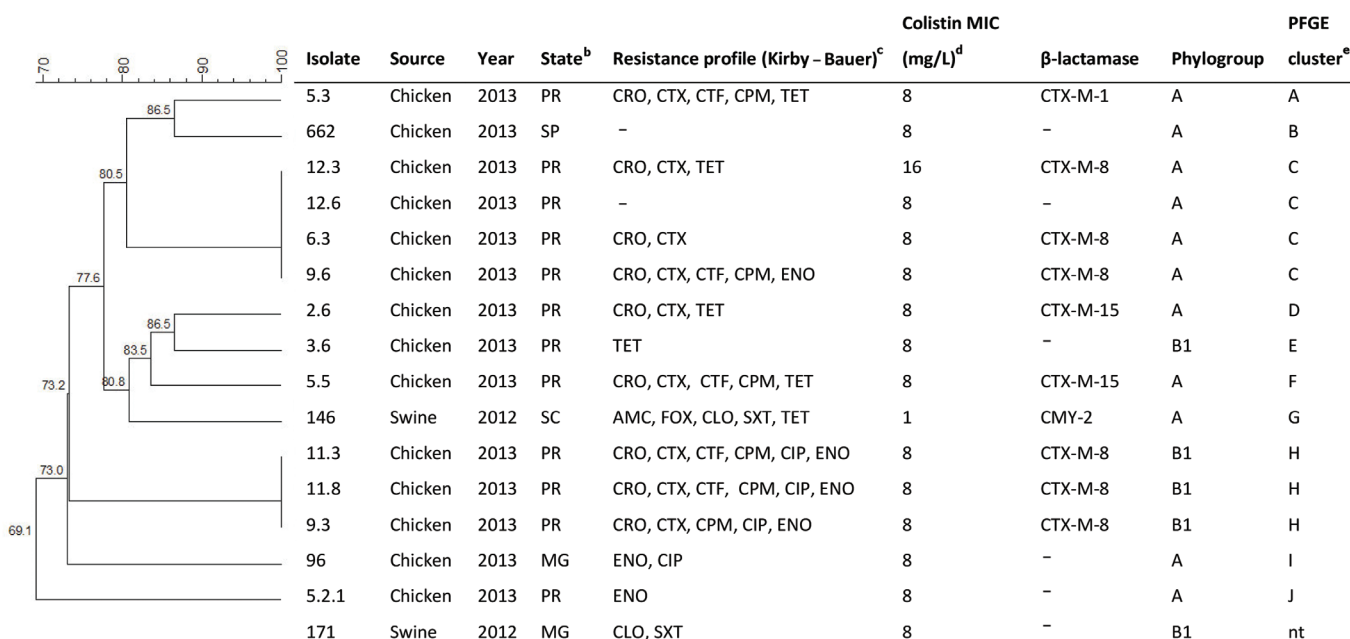 Colistin MIC PFGE
Isolate Source Year State^b Resistance profile (Kirby – Bauer)^c (mg/L)^d β-lactamase Phylogroup cluster^e
70 80 90 100
5.3 Chicken 2013 PR CRO, CTX, CTF, CPM, TET 8 CTX-M-1 A A
86.5
662 Chicken 2013 SP – 8 – A B
12.3 Chicken 2013 PR CRO, CTX, TET 16 CTX-M-8 A C
80.5
12.6 Chicken 2013 PR – 8 – A C
6.3 Chicken 2013 PR CRO, CTX 8 CTX-M-8 A C
77.6
9.6 Chicken 2013 PR CRO, CTX, CTF, CPM, ENO 8 CTX-M-8 A C
2.6 Chicken 2013 PR CRO, CTX, TET 8 CTX-M-15 A D
86.5
3.6 Chicken 2013 PR TET 8 – B1 E
83.5
73.2 80.8 5.5 Chicken 2013 PR CRO, CTX, CTF, CPM, TET 8 CTX-M-15 A F
146 Swine 2012 SC AMC, FOX, CLO, SXT, TET 1 CMY-2 A G
11.3 Chicken 2013 PR CRO, CTX, CTF, CPM, CIP, ENO 8 CTX-M-8 B1 H
73.0
11.8 Chicken 2013 PR CRO, CTX, CTF, CPM, CIP, ENO 8 CTX-M-8 B1 H
69.1 9.3 Chicken 2013 PR CRO, CTX, CPM, CIP, ENO 8 CTX-M-8 B1 H
96 Chicken 2013 MG ENO, CIP 8 – A I
5.2.1 Chicken 2013 PR ENO 8 – A J
171 Swine 2012 MG CLO, SXT 8 – B1 nt